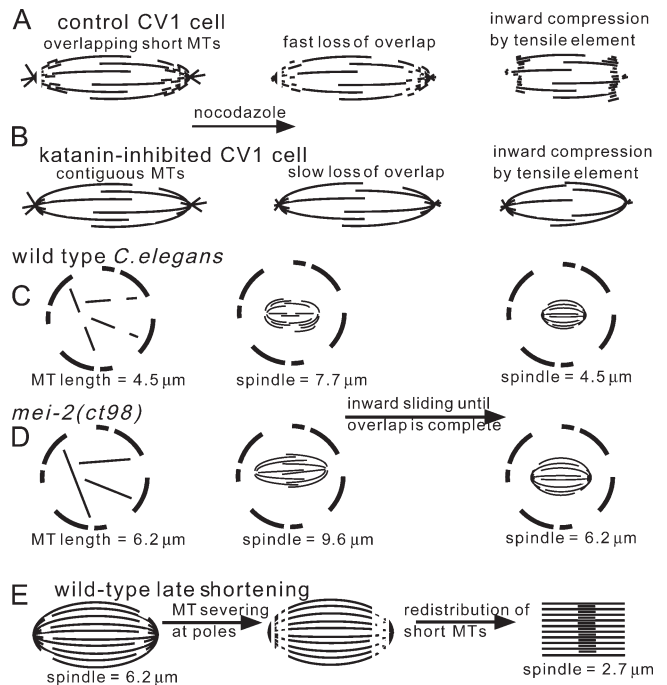 A
control CV1 cell
overlapping short MTs
fast loss of overlap
inward compression
by tensile element
nocodazole
B
katanin-inhibited CV1 cell
contiguous MTs
slow loss of overlap
inward compression
by tensile element
wild type C.elegans
C
MT length = 4.5 µm
spindle = 7.7 µm
spindle = 4.5 µm
mei-2(ct98)
inward sliding until
overlap is complete
D
MT length = 6.2 µm
spindle = 9.6 µm
spindle = 6.2 µm
E
wild-type late shortening
MT severing
at poles
redistribution of
short MTs
spindle = 6.2 µm
spindle = 2.7 µm